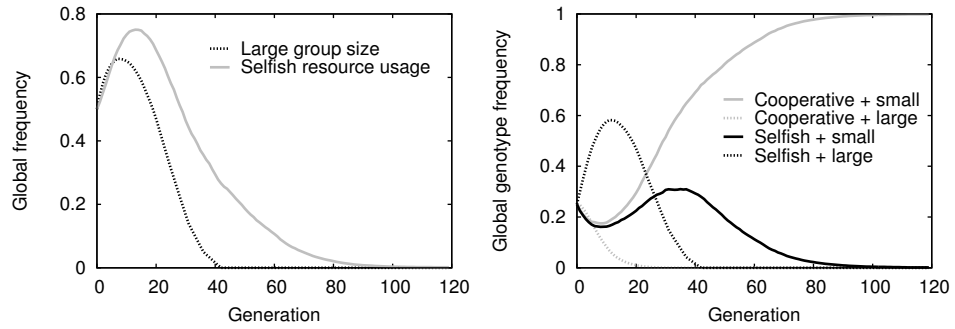 0.8
0.6
0.4
0.2
0
Global frequency
Large group size
Selfish resource usage
0 20 40 60 80 100 120
Generation
1
0.8
0.6
0.4
0.2
0
Global genotype frequency
Cooperative + small
Cooperative + large
Selfish + small
Selfish + large
0 20 40 60 80 100 120
Generation